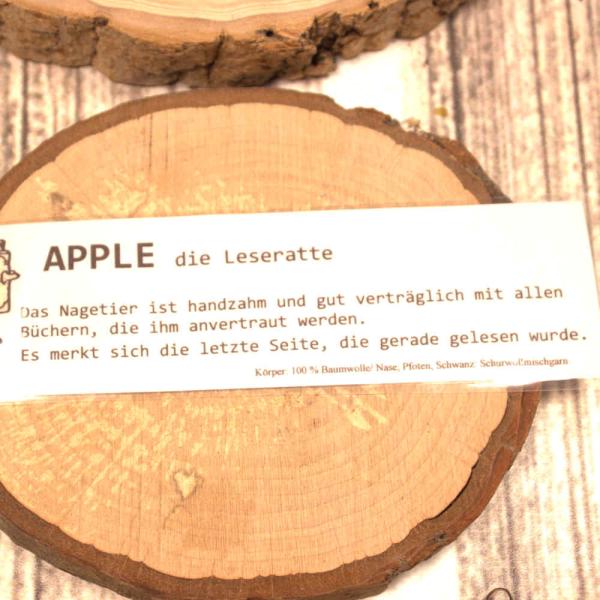 APPLE die Leseratte
Das Nagetier ist handzahm und gut verträglich mit allen
Büchern, die ihm anvertraut werden.
Es merkt sich die letzte Seite, die gerade gelesen wurde.
Körper: 100 % Baumwolle/ Nase, Pfoten, Schwanz: Schurwollmischgarn